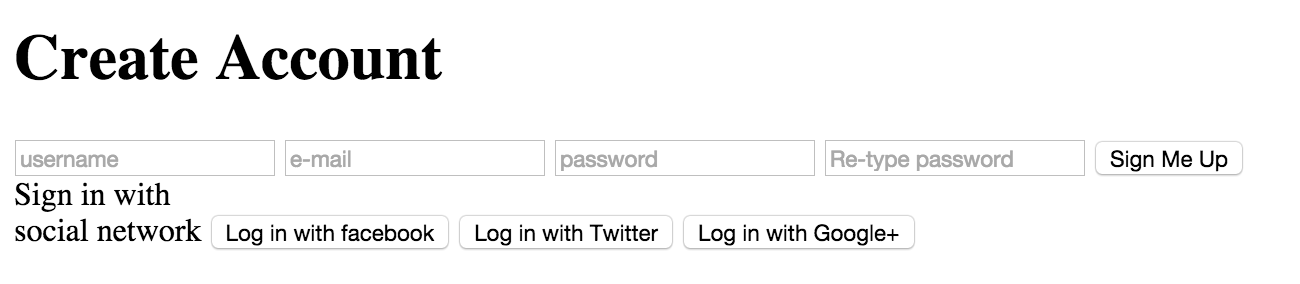 Create Account
username e-mail password Re-type password Sign Me Up
Sign in with
social network Log in with facebook Log in with Twitter Log in with Google+